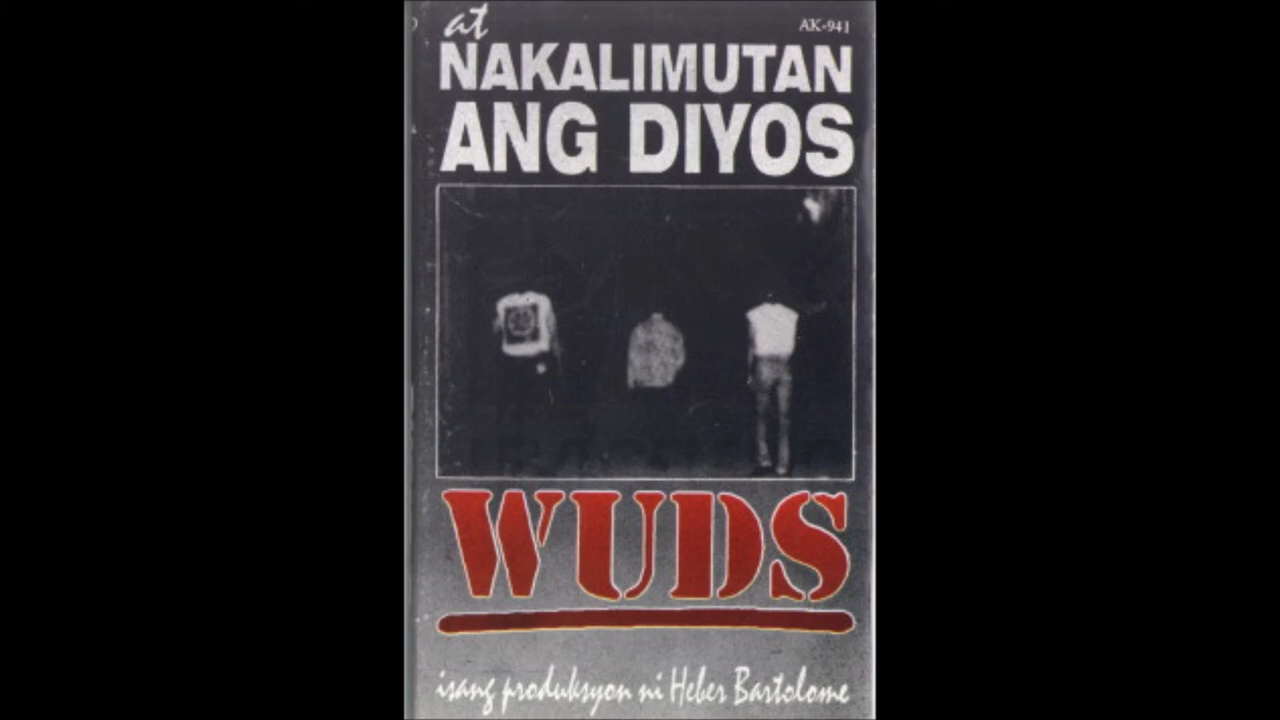 at
AK-941
NAKALIMUTAN
ANG DIYOS
WUDS
isang produksyon ni Heber Bartolome